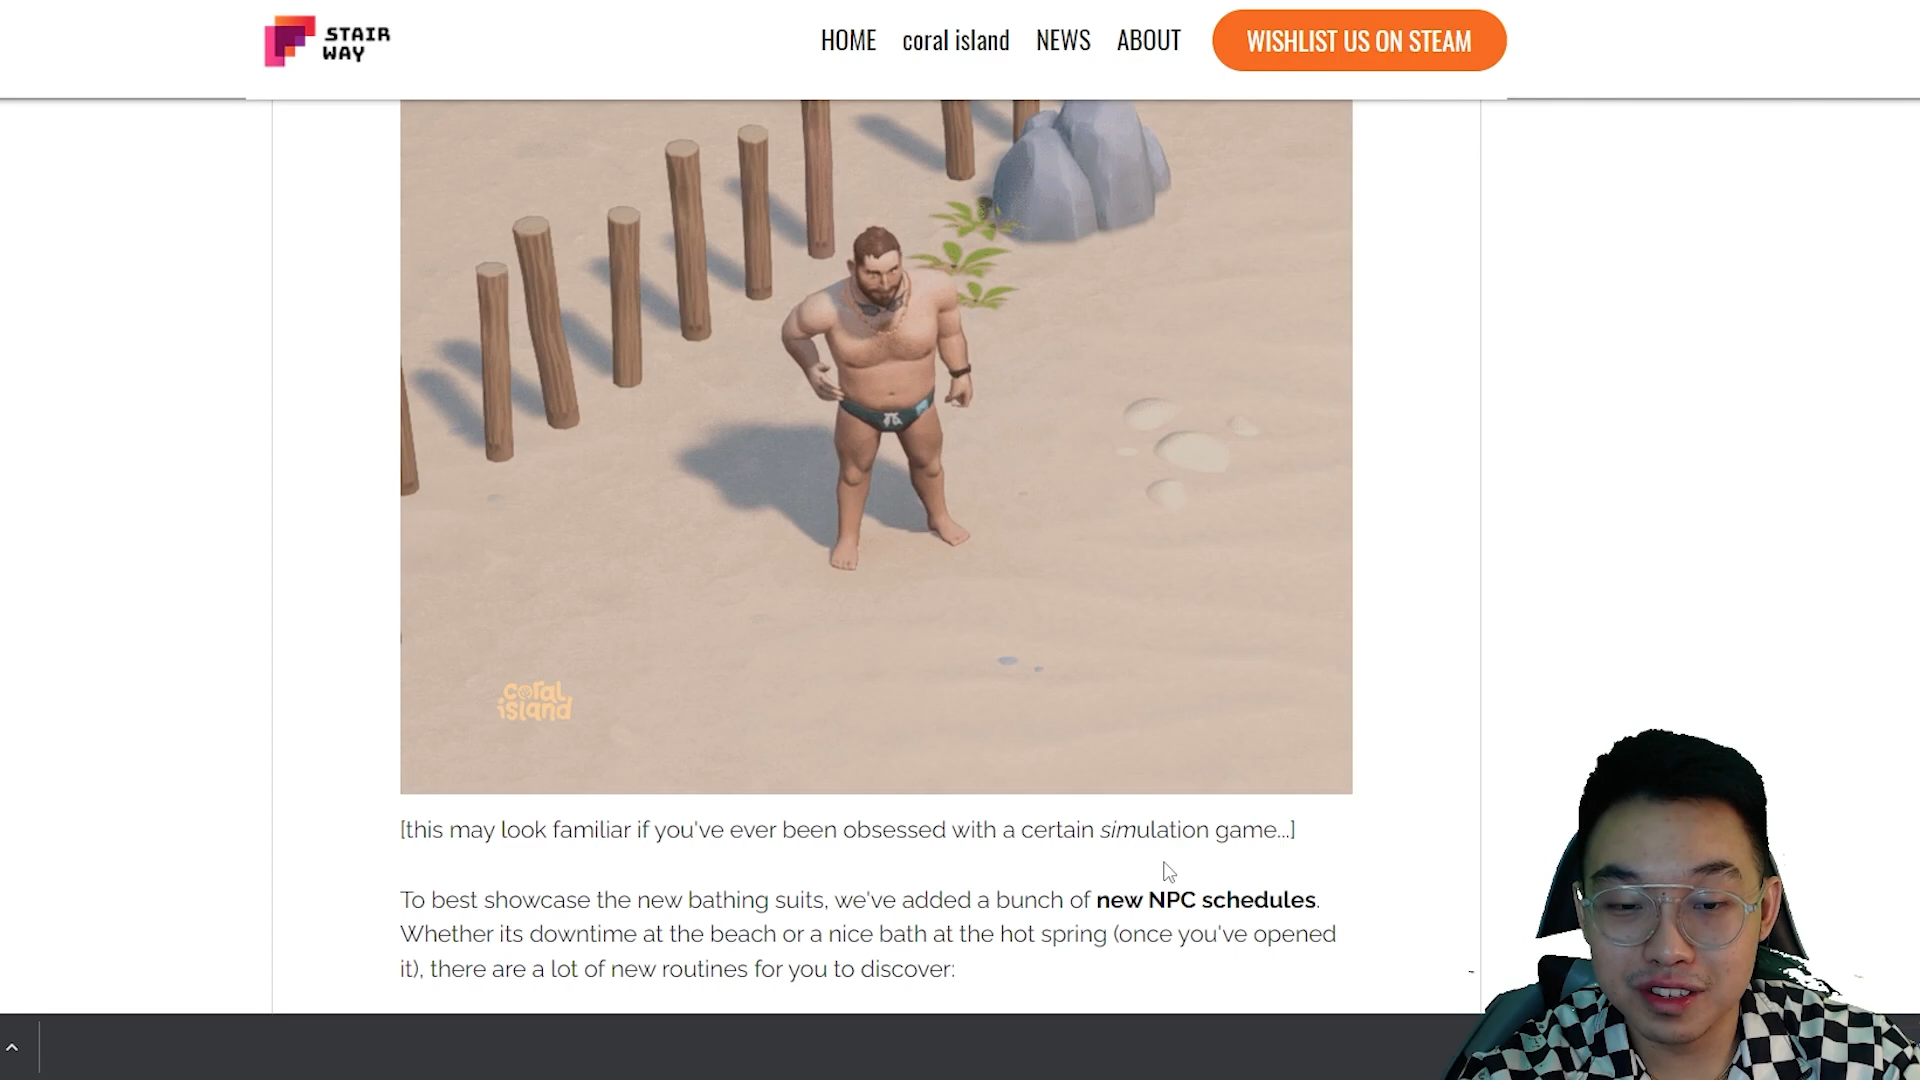 STAIR
WAY
HOME
coral island
NEWS
ABOUT
WISHLIST US ON STEAM
coral
island
[this may look familiar if you've ever been obsessed with a certain simulation game...]
To best showcase the new bathing suits, we've added a bunch of new NPC schedules.
Whether its downtime at the beach or a nice bath at the hot spring (once you've opened
it), there are a lot of new routines for you to discover: